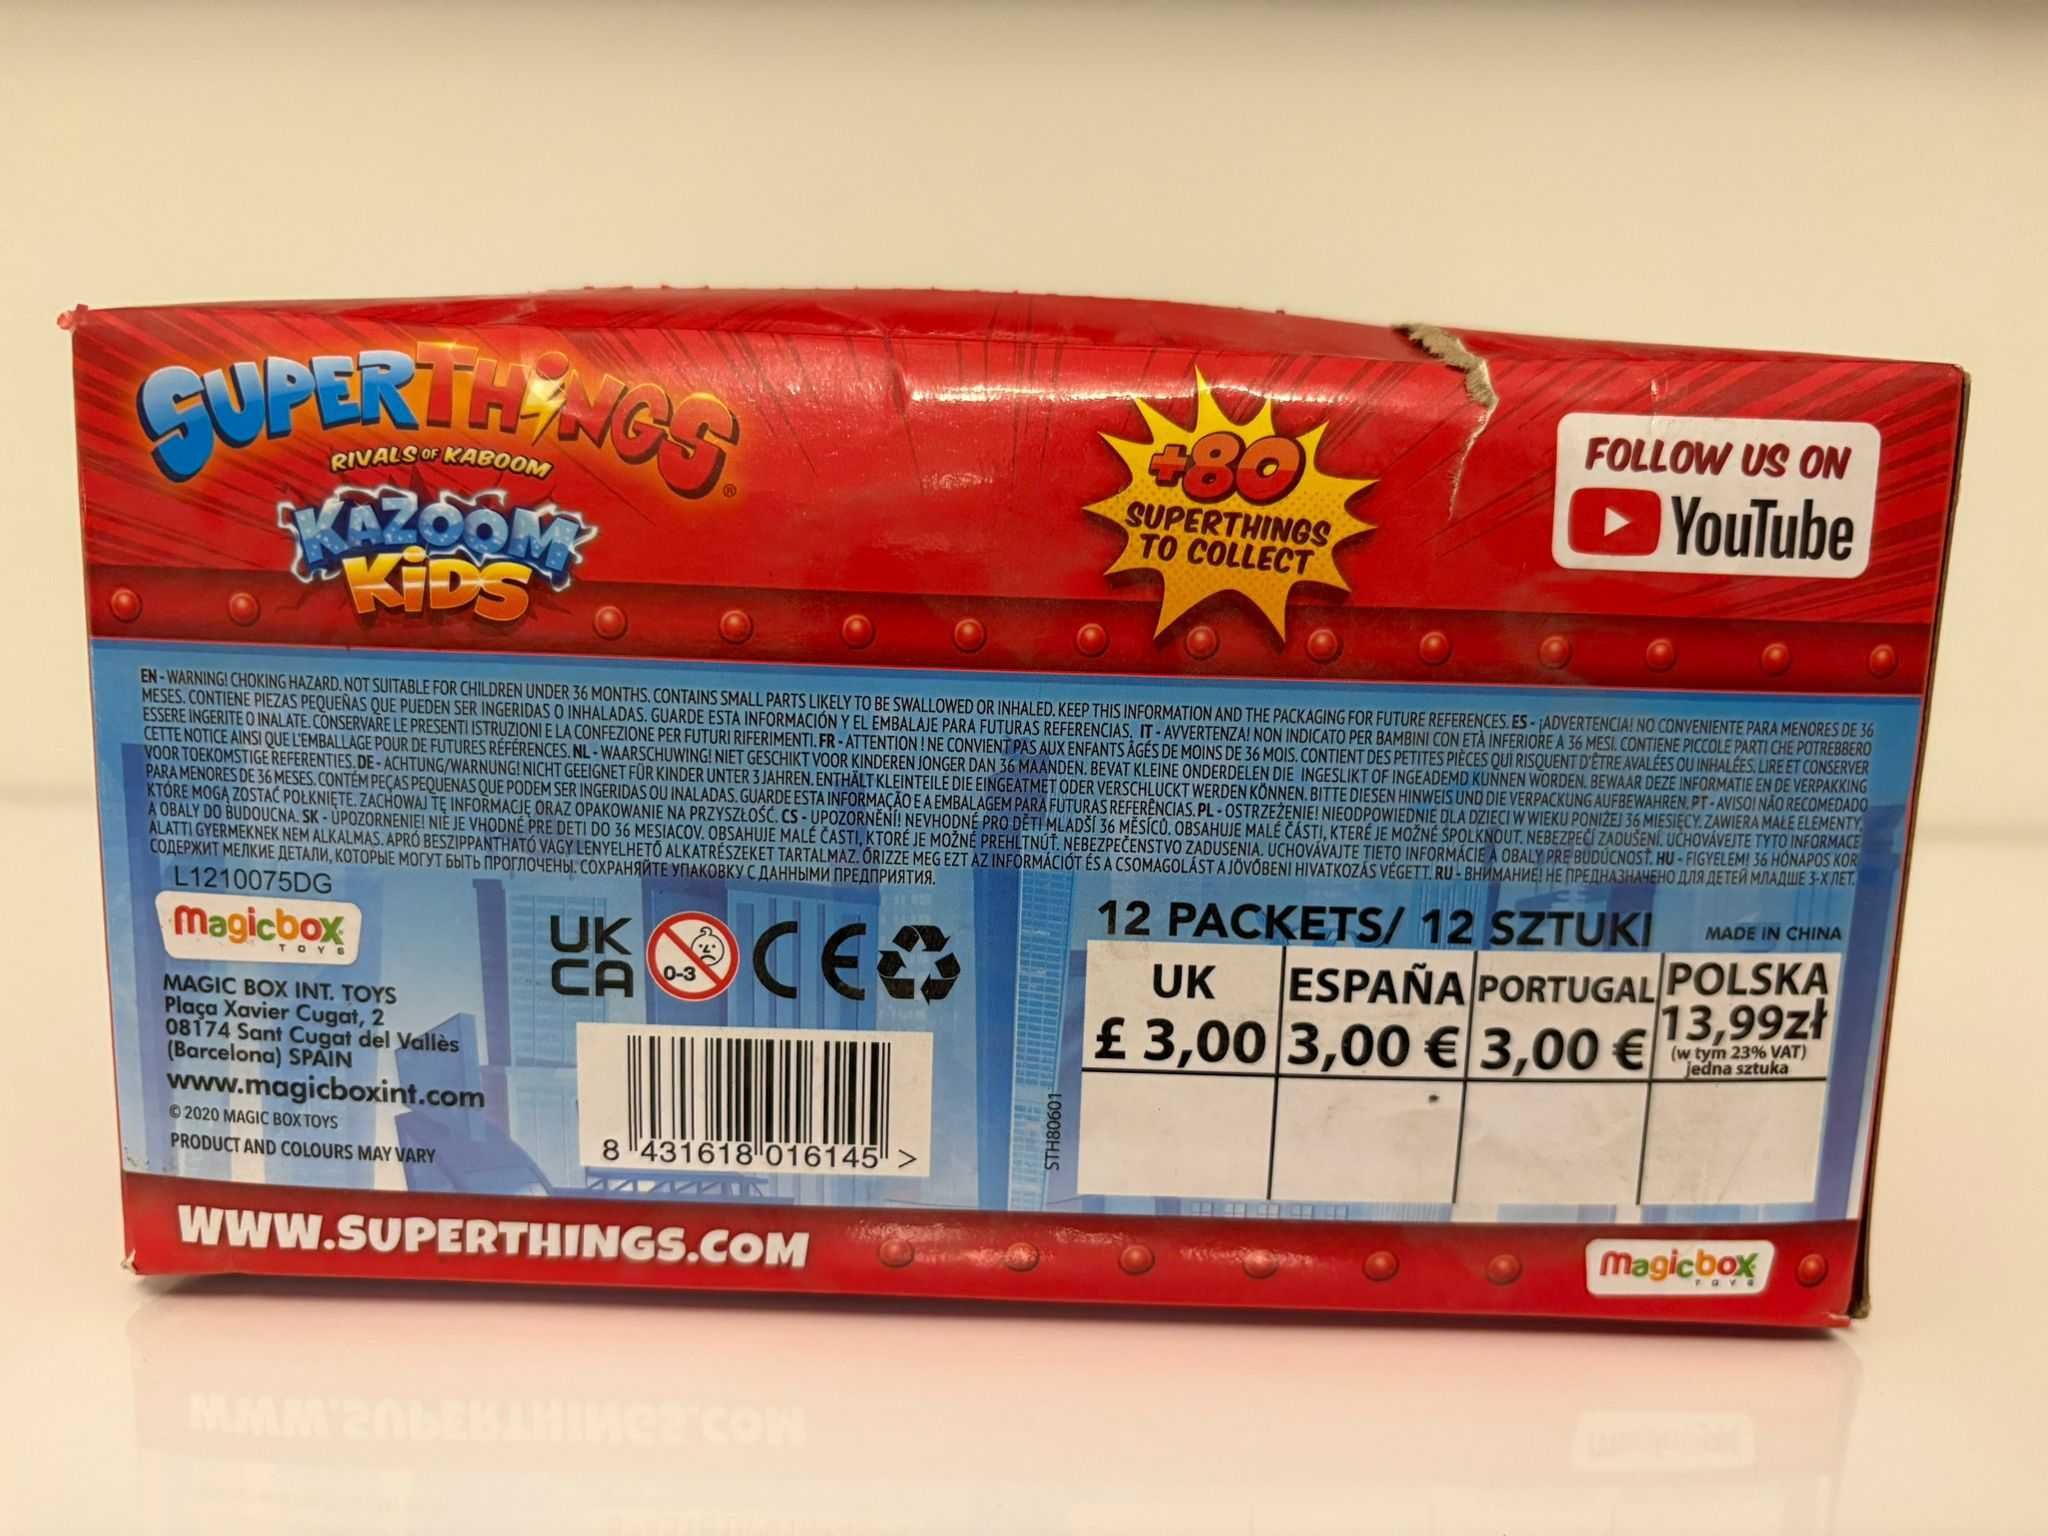 SUPERTHINGS®
RIVALS OF KABOOM
KAZOOM
KIDS
+80
SUPERTHINGS
TO COLLECT
FOLLOW US ON
YouTube
EN - WARNING! CHOKING HAZARD. NOT SUITABLE FOR CHILDREN UNDER 36 MONTHS. CONTAINS SMALL PARTS LIKELY TO BE SWALLOWED OR INHALED. KEEP THIS INFORMATION AND THE PACKAGING FOR FUTURE REFERENCES. ES - ¡ADVERTENCIA! NO CONVENIENTE PARA MENORES DE 36
MESES. CONTIENE PIEZAS PEQUEÑAS QUE PUEDEN SER INGERIDAS O INHALADAS. GUARDE ESTA INFORMACIÓN Y EL EMBALAJE PARA FUTURAS REFERENCIAS. IT - AVVERTENZA! NON INDICATO PER BAMBINI CON ETÀ INFERIORE A 36 MESI. CONTIENE PICCOLE PARTI CHE POTREBBERO
ESSERE INGERITE O INALATE. CONSERVARE LE PRESENTI ISTRUZIONI E LA CONFEZIONE PER FUTURI RIFERIMENTI. FR - ATTENTION ! NE CONVIENT PAS AUX ENFANTS ÂGÉS DE MOINS DE 36 MOIS. CONTIENT DES PETITES PIÈCES QUI RISQUENT D'ÊTRE AVALÉES OU INHALÉES. LIRE ET CONSERVER
CETTE NOTICE AINSI QUE L'EMBALLAGE POUR DE FUTURES RÉFÉRENCES. NL - WAARSCHUWING! NIET GESCHIKT VOOR KINDEREN JONGER DAN 36 MAANDEN. BEVAT KLEINE ONDERDELEN DIE INGESLIKT OF INGEADEMD KUNNEN WORDEN. BEWAAR DEZE INFORMATIE EN DE VERPAKKING
VOOR TOEKOMSTIGE REFERENTIES. DE - ACHTUNG/WARNUNG! NICHT GEEIGNET FÜR KINDER UNTER 3 JAHREN. ENTHÄLT KLEINTEILE DIE EINGEATMET ODER VERSCHLUCKT WERDEN KÖNNEN. BITTE DIESEN HINWEIS UND DIE VERPACKUNG AUFBEWAHREN. PT - AVISO! NÃO RECOMEDADO
PARA MENORES DE 36 MESES. CONTÉM PEÇAS PEQUENAS QUE PODEM SER INGERIDAS OU INALADAS. GUARDE ESTA INFORMAÇÃO E A EMBALAGEM PARA FUTURAS REFERÊNCIAS. PL - OSTRZEŻENIE! NIEODPOWIEDNIE DLA DZIECI W WIEKU PONIŻEJ 36 MIESIĘCY. ZAWIERA MAŁE ELEMENTY,
KTÓRE MOGĄ ZOSTAĆ POŁKNIĘTE. ZACHOWAJ TĘ INFORMACJĘ ORAZ OPAKOWANIE NA PRZYSZŁOŚĆ. CS - UPOZORNĚNÍ! NEVHODNÉ PRO DĚTI MLADŠÍ 36 MĚSÍCŮ. OBSAHUJE MALÉ ČÁSTI, KTERÉ JE MOŽNÉ SPOLKNOUT. NEBEZPEČÍ ZADUŠENÍ. UCHOVÁVEJTE TYTO INFORMACE
A OBALY DO BUDOUCNA. SK - UPOZORNENIE! NIE JE VHODNÉ PRE DETI DO 36 MESIACOV. OBSAHUJE MALÉ ČASTI, KTORÉ JE MOŽNÉ PREHLTNÚŤ. NEBEZPEČENSTVO ZADUSENIA. UCHOVÁVAJTE TIETO INFORMÁCIE A OBALY PRE BUDÚCNOSŤ. HU - FIGYELEM! 36 HÓNAPOS KOR
ALATTI GYERMEKNEK NEM ALKALMAS. APRÓ BESZIPPANTHATÓ VAGY LENYELHETŐ ALKATRÉSZEKET TARTALMAZ. ŐRIZZE MEG EZT AZ INFORMÁCIÓT ÉS A CSOMAGOLÁST A JÖVŐBENI HIVATKOZÁS VÉGETT. RU - ВНИМАНИЕ! НЕ ПРЕДНАЗНАЧЕНО ДЛЯ ДЕТЕЙ МЛАДШЕ 3-Х ЛЕТ.
СОДЕРЖИТ МЕЛКИЕ ДЕТАЛИ, КОТОРЫЕ МОГУТ БЫТЬ ПРОГЛОЧЕНЫ. СОХРАНЯЙТЕ УПАКОВКУ С ДАННЫМИ ПРЕДПРИЯТИЯ.
L1210075DG
magicbox
TOYS
MAGIC BOX INT. TOYS
Plaça Xavier Cugat, 2
08174 Sant Cugat del Vallès
(Barcelona) SPAIN
www.magicboxint.com
© 2020 MAGIC BOX TOYS
PRODUCT AND COLOURS MAY VARY
UK
CA
0-3
CE
8 431618 016145 >
STH80601
12 PACKETS/ 12 SZTUKI
MADE IN CHINA
UK
£ 3,00
ESPAÑA
3,00 €
PORTUGAL
3,00 €
POLSKA
13,99zł
(w tym 23% VAT)
jedna sztuka
WWW.SUPERTHINGS.COM
magicbox
TOYS